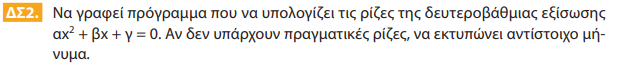 ΔΣ2. Να γραφεί πρόγραμμα που να υπολογίζει τις ρίζες της δευτεροβάθμιας εξίσωσης
αx² + βx + γ = 0. Αν δεν υπάρχουν πραγματικές ρίζες, να εκτυπώνει αντίστοιχο μή-
νυμα.